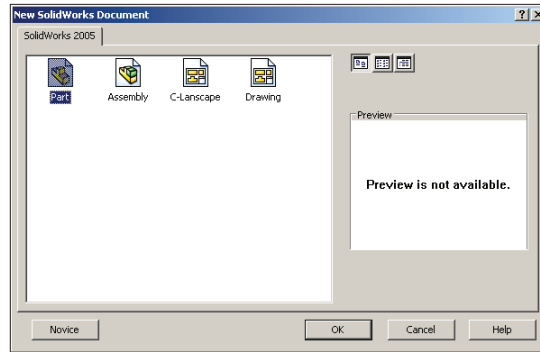 New SolidWorks Document
SolidWorks 2005
Part Assembly C-Lanscape Drawing
Preview
Preview is not available.
Novice OK Cancel Help